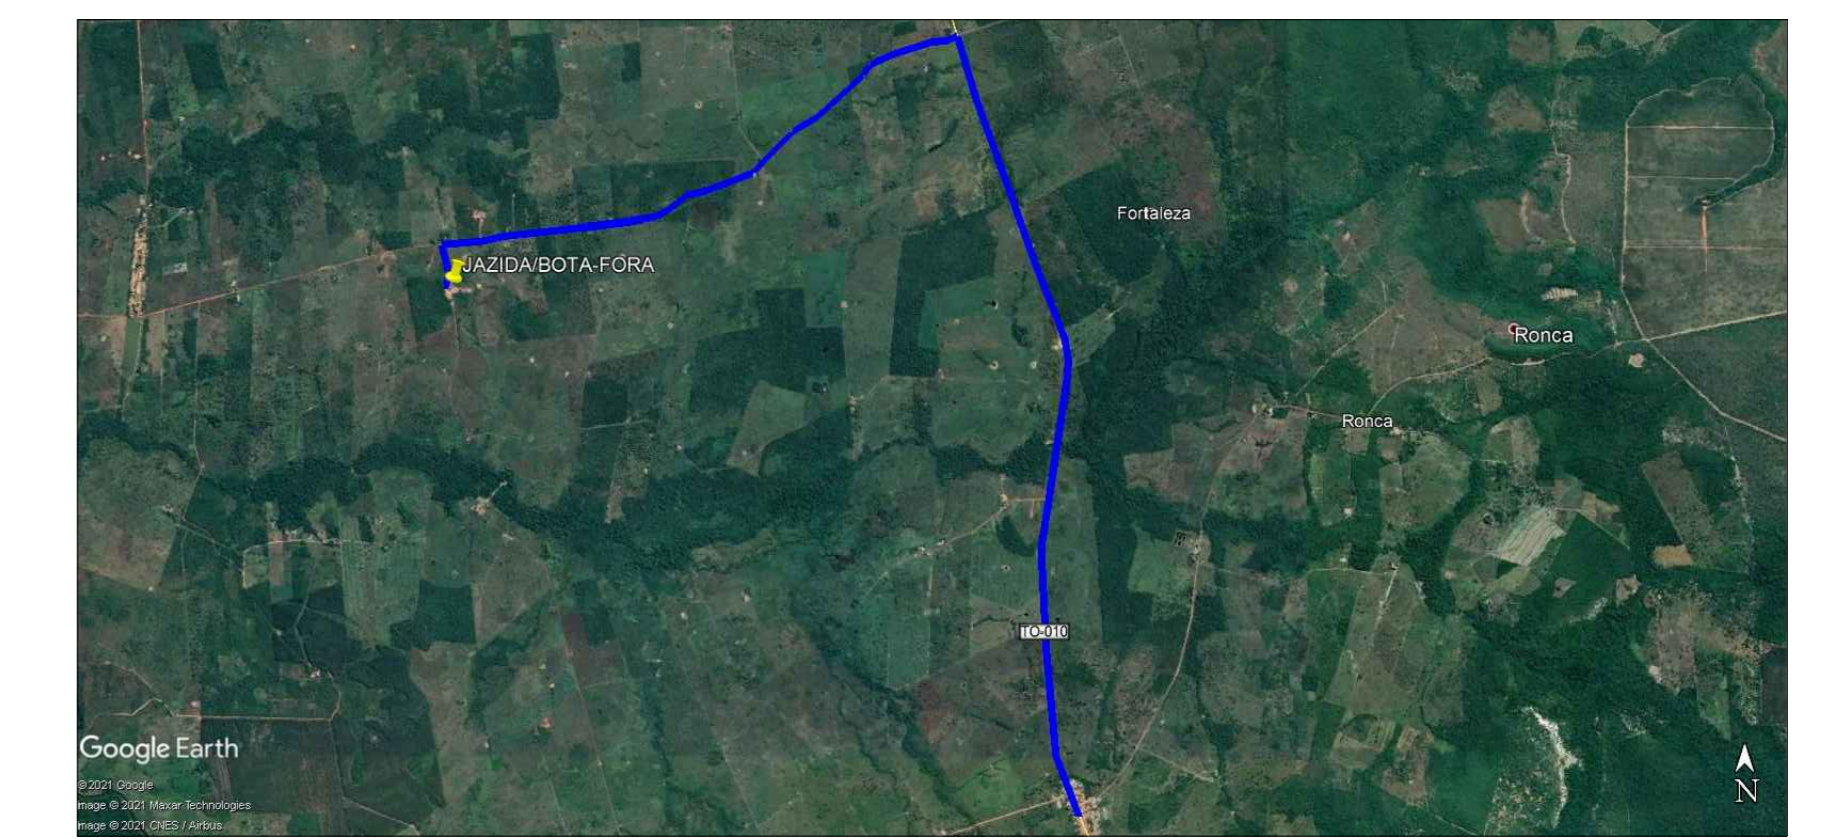 Fortaleza
JAZIDA/BOTA-FORA
Ronca
Ronca
TO-010
Google Earth
© 2021 Google
Image © 2021 Maxar Technologies
Image © 2021 CNES / Airbus
N